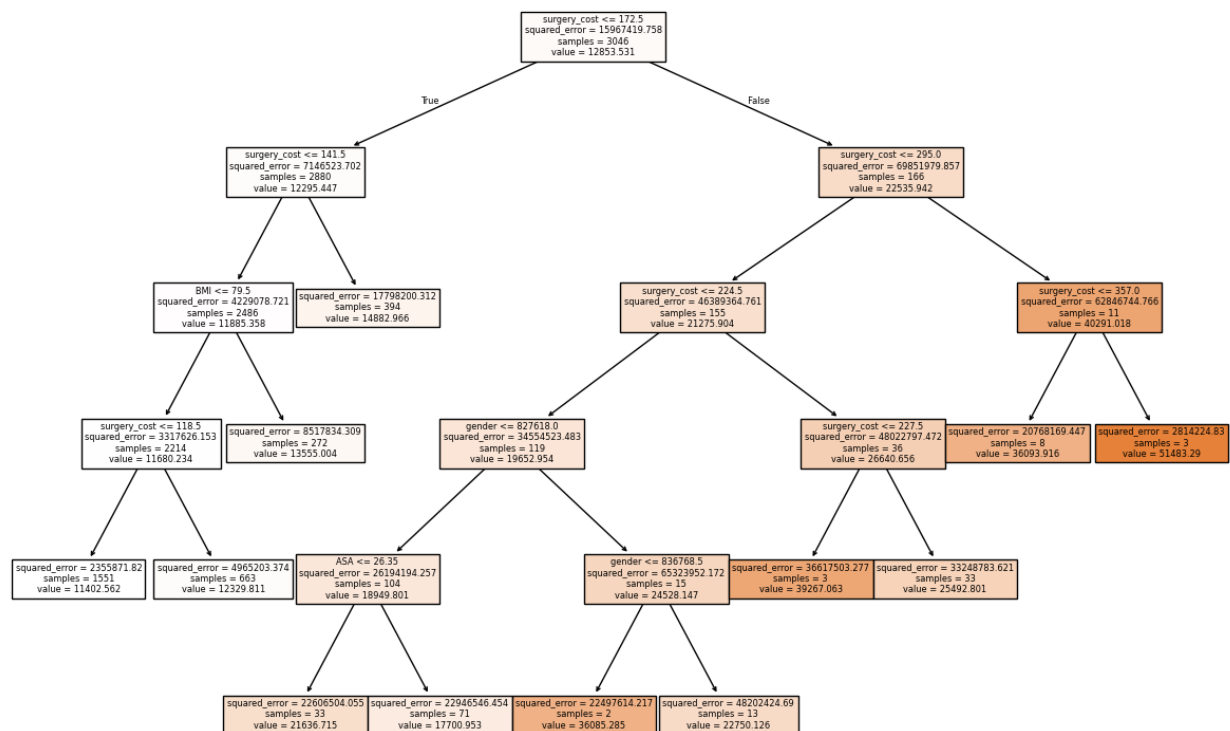 surgery_cost <= 172.5
squared_error = 15967419.758
samples = 3046
value = 12853.531
True
False
surgery_cost <= 141.5
squared_error = 7146523.702
samples = 2880
value = 12295.447
surgery_cost <= 295.0
squared_error = 69851979.857
samples = 166
value = 22535.942
BMI <= 79.5
squared_error = 4229078.721
samples = 2486
value = 11885.358
squared_error = 17798200.312
samples = 394
value = 14882.966
surgery_cost <= 224.5
squared_error = 46389364.761
samples = 155
value = 21275.904
surgery_cost <= 357.0
squared_error = 62846744.766
samples = 11
value = 40291.018
surgery_cost <= 118.5
squared_error = 3317626.153
samples = 2214
value = 11680.234
squared_error = 8517834.309
samples = 272
value = 13555.004
gender <= 827618.0
squared_error = 34554523.483
samples = 119
value = 19652.954
surgery_cost <= 227.5
squared_error = 48022797.472
samples = 36
value = 26640.656
squared_error = 20768169.447
samples = 8
value = 36093.916
squared_error = 2814224.83
samples = 3
value = 51483.29
squared_error = 2355871.82
samples = 1551
value = 11402.562
squared_error = 4965203.374
samples = 663
value = 12329.811
ASA <= 26.35
squared_error = 26194194.257
samples = 104
value = 18949.801
gender <= 836768.5
squared_error = 65323952.172
samples = 15
value = 24528.147
squared_error = 36617503.277
samples = 3
value = 39267.063
squared_error = 33248783.621
samples = 33
value = 25492.801
squared_error = 22606504.055
samples = 33
value = 21636.715
squared_error = 22946546.454
samples = 71
value = 17700.953
squared_error = 22497614.217
samples = 2
value = 36085.285
squared_error = 48202424.69
samples = 13
value = 22750.126